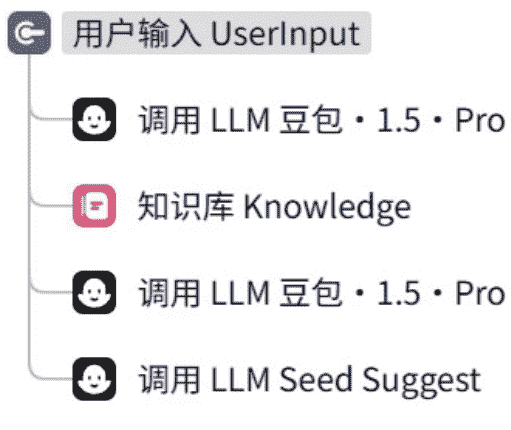 用户输入 UserInput
调用 LLM 豆包・1.5・Pro
知识库 Knowledge
调用 LLM 豆包・1.5・Pro
调用 LLM Seed Suggest